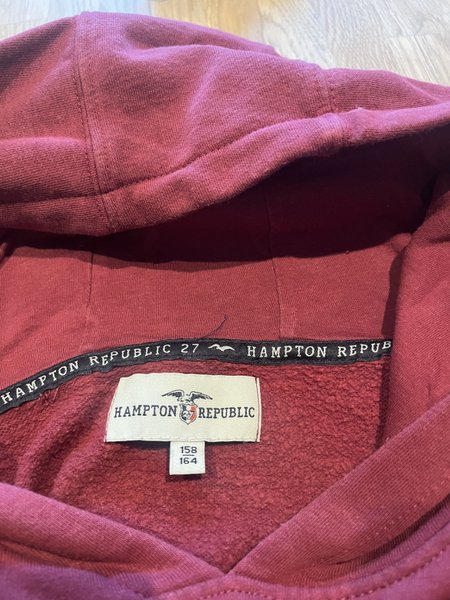 HAMPTON REPUBLIC 27 HAMPTON REPUB
HAMPTON REPUBLIC
158
164